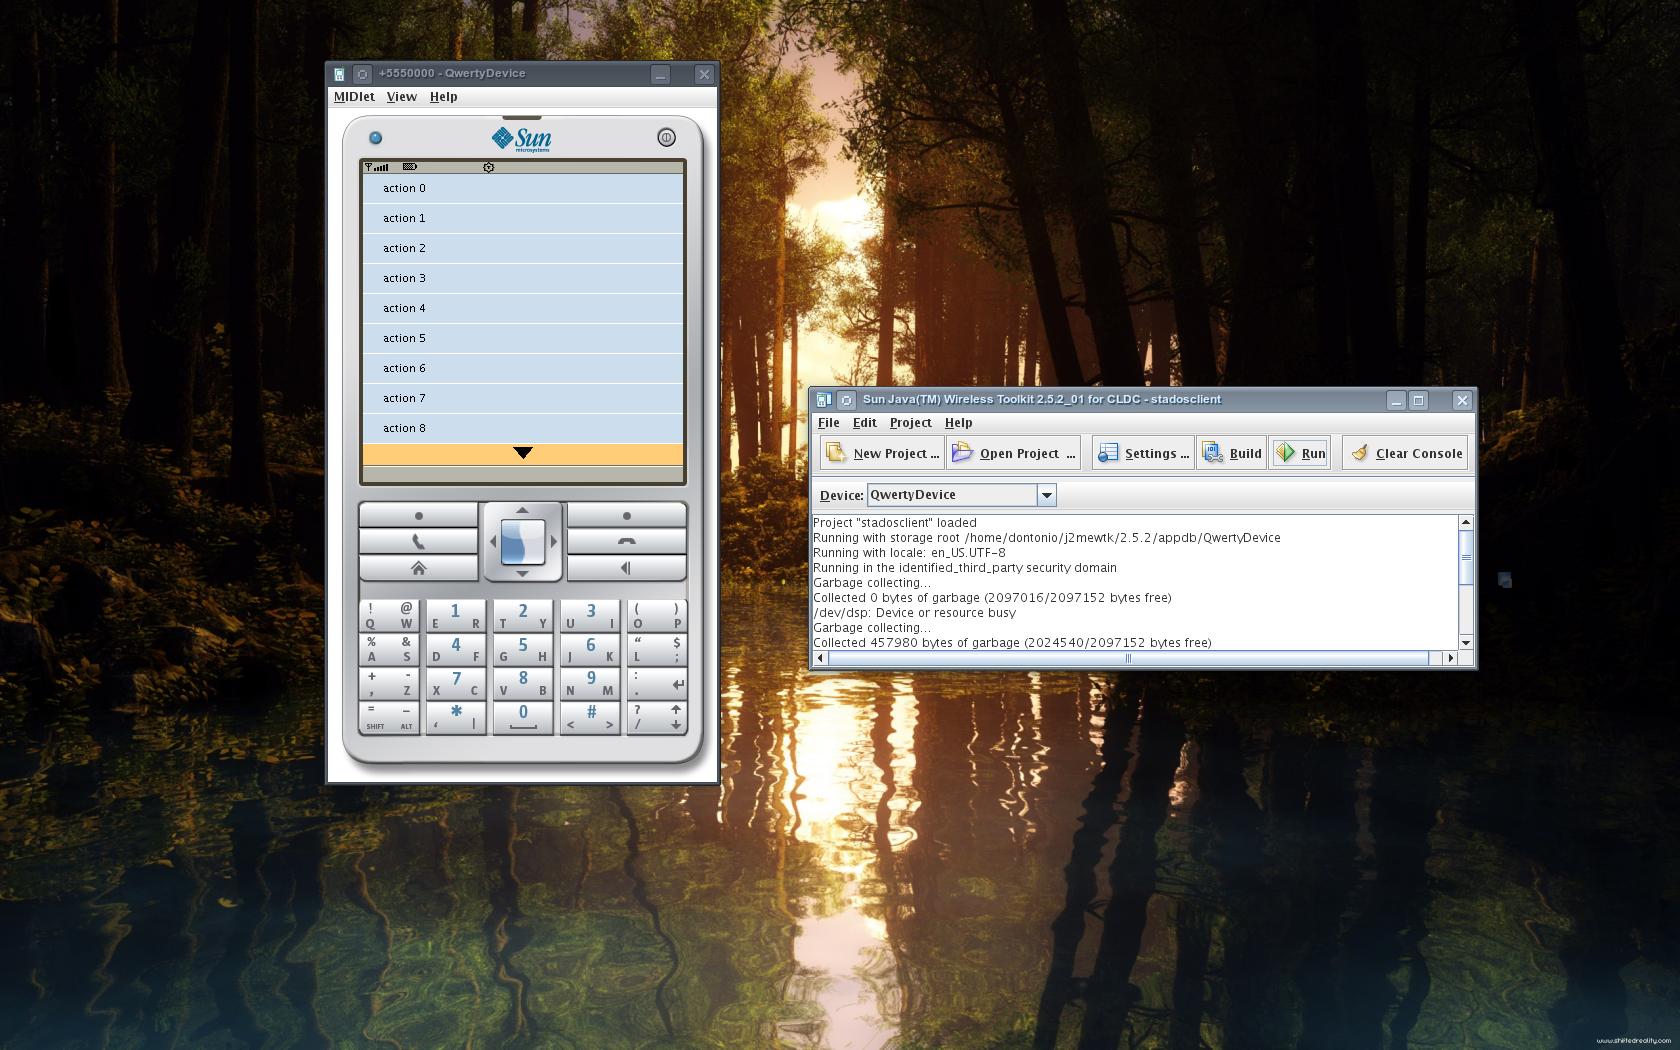 +5550000 - QwertyDevice
MIDlet View Help
Sun
microsystems
action 0
action 1
action 2
action 3
action 4
action 5
action 6
action 7
action 8
! @ 1 2 3 ( )
Q W E R T Y U I O P
% & 4 5 6 “ $
A S D F G H J K L ;
+ - 7 8 9 :
, Z X C V B N M .
= – * 0 # ?
SHIFT ALT ‘ | < > /
Sun Java(TM) Wireless Toolkit 2.5.2_01 for CLDC - stadosclient
File Edit Project Help
New Project ... Open Project ... Settings ... Build Run Clear Console
Device: QwertyDevice
Project "stadosclient" loaded
Running with storage root /home/dontonio/j2mewtk/2.5.2/appdb/QwertyDevice
Running with locale: en_US.UTF-8
Running in the identified_third_party security domain
Garbage collecting...
Collected 0 bytes of garbage (2097016/2097152 bytes free)
/dev/dsp: Device or resource busy
Garbage collecting...
Collected 457980 bytes of garbage (2024540/2097152 bytes free)
www.shiftedreality.com